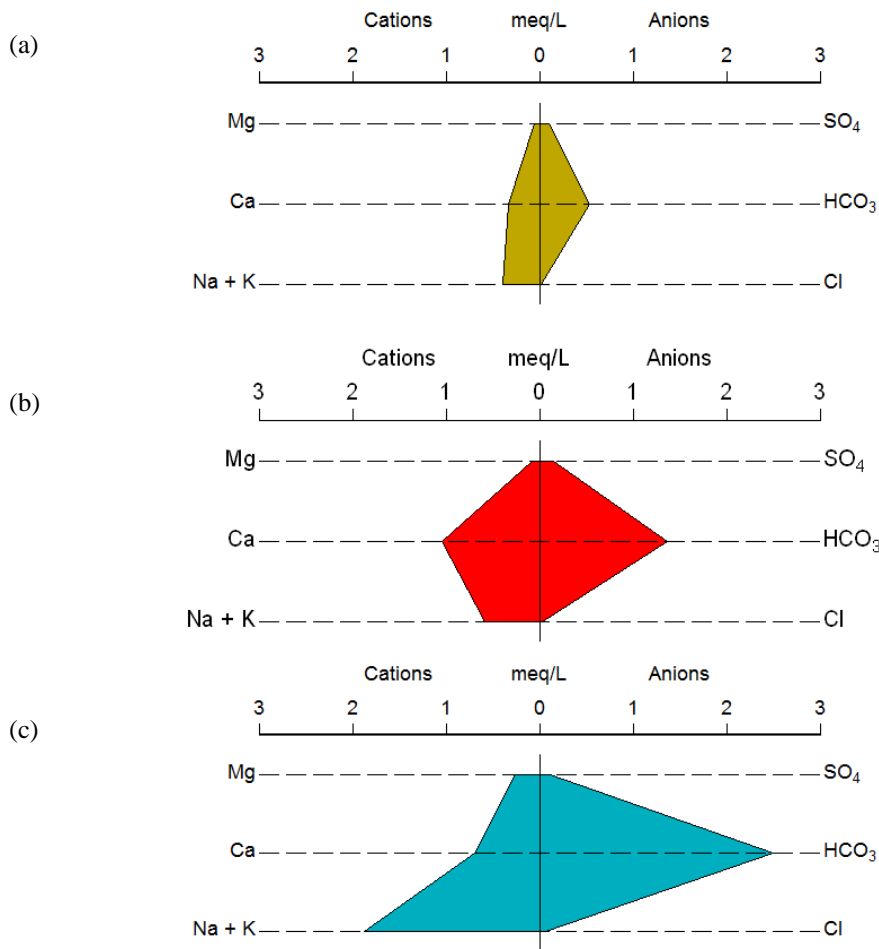 Cations meq/L Anions
(a)
3 2 1 0 1 2 3
Mg SO₄
Ca HCO₃
Na + K Cl
Cations meq/L Anions
(b)
3 2 1 0 1 2 3
Mg SO₄
Ca HCO₃
Na + K Cl
Cations meq/L Anions
(c)
3 2 1 0 1 2 3
Mg SO₄
Ca HCO₃
Na + K Cl